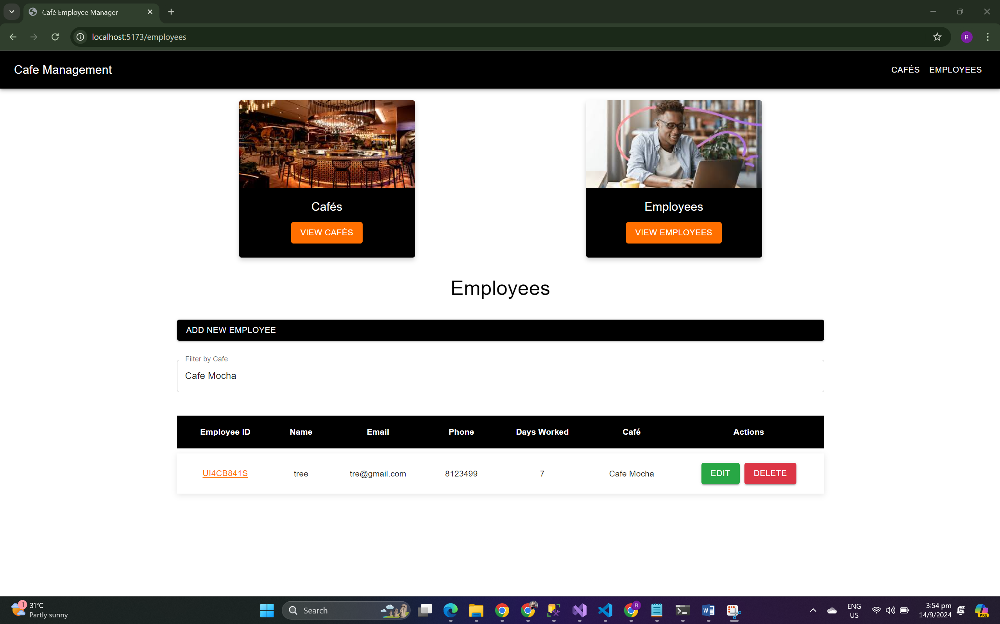 Café Employee Manager
localhost:5173/employees
R
Cafe Management
CAFÉS EMPLOYEES
Cafés
VIEW CAFÉS
Employees
VIEW EMPLOYEES
Employees
ADD NEW EMPLOYEE
Filter by Cafe
Cafe Mocha
Employee ID Name Email Phone Days Worked Café Actions
UI4CB841S tree tre@gmail.com 8123499 7 Cafe Mocha EDIT DELETE
1
31°C
Partly sunny
Search
R
W
ENG
US
3:54 pm
14/9/2024
PRE